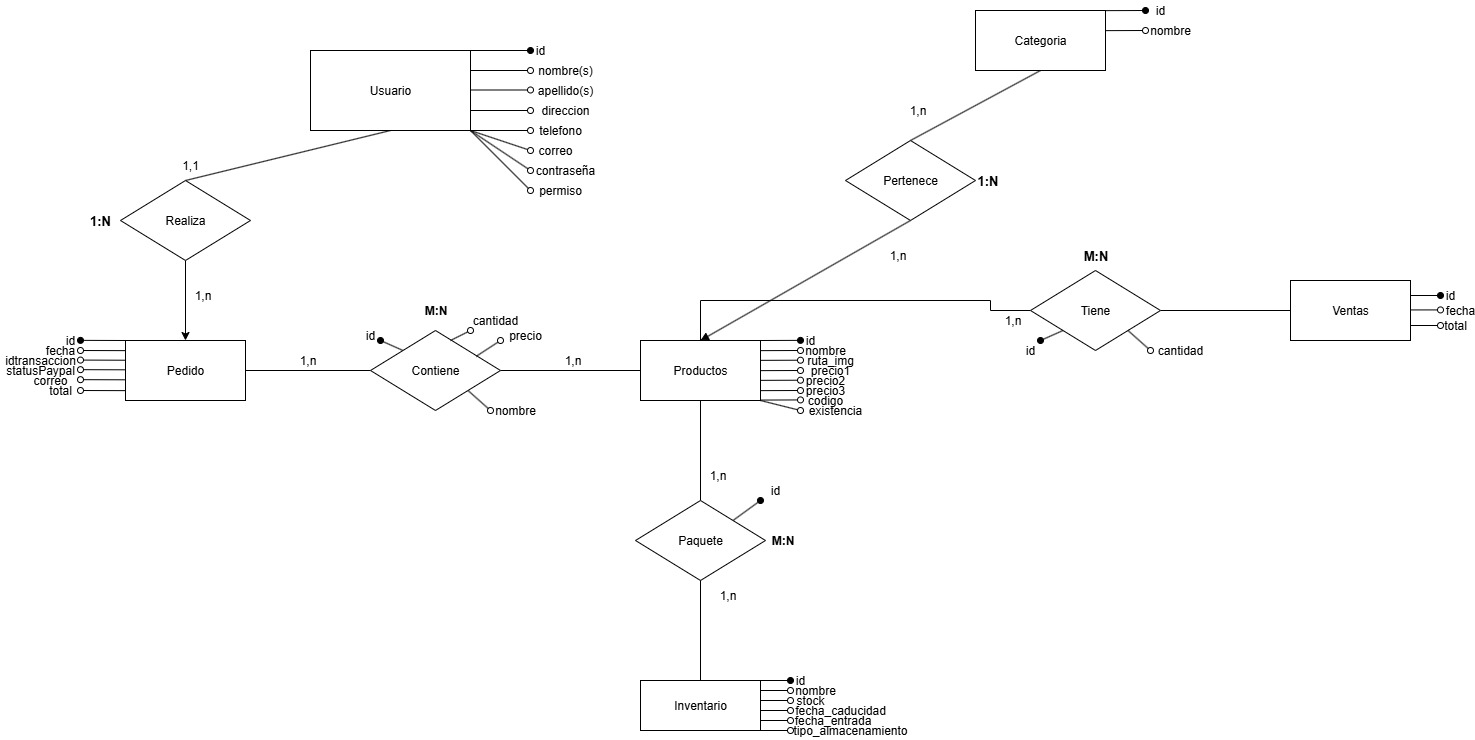 Categoria
id
nombre
Usuario
id
nombre(s)
apellido(s)
direccion
telefono
correo
contraseña
permiso
1,1
Realiza
1:N
1,n
1,n
Pertenece
1:N
1,n
M:N
Tiene
1,n
id
cantidad
Ventas
id
fecha
total
Pedido
id
fecha
idtransaccion
statusPaypal
correo
total
1,n
M:N
Contiene
id
cantidad
precio
nombre
1,n
Productos
id
nombre
ruta_img
precio1
precio2
precio3
codigo
existencia
1,n
id
Paquete
M:N
1,n
Inventario
id
nombre
stock
fecha_caducidad
fecha_entrada
tipo_almacenamiento